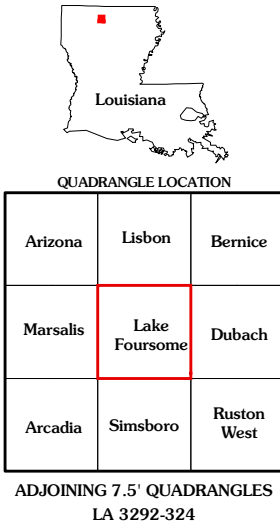 Louisiana
QUADRANGLE LOCATION
Arizona
Lisbon
Bernice
Marsalis
Lake
Foursome
Dubach
Arcadia
Simsboro
Ruston
West
ADJOINING 7.5' QUADRANGLES
LA 3292-324